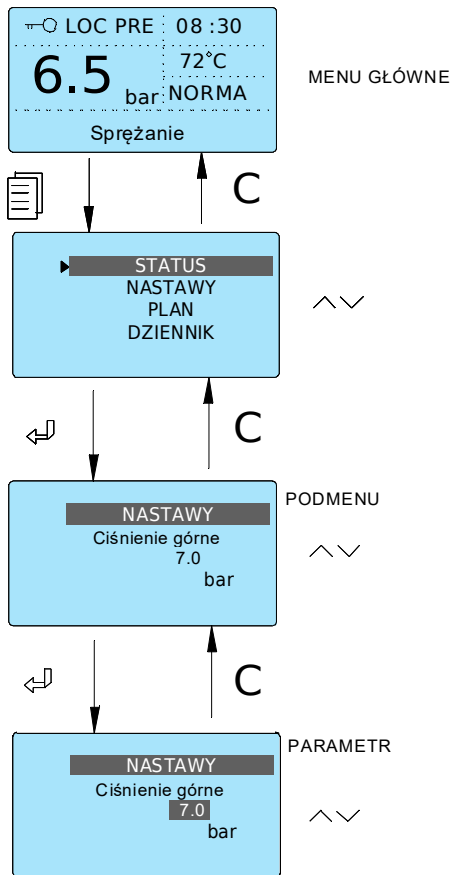 LOC PRE 08 :30
6.5 bar 72°C
NORMA
MENU GŁÓWNE
Sprężanie
C
STATUS
NASTAWY
PLAN
DZIENNIK
C
PODMENU
NASTAWY
Ciśnienie górne
7.0
bar
C
PARAMETR
NASTAWY
Ciśnienie górne
7.0
bar